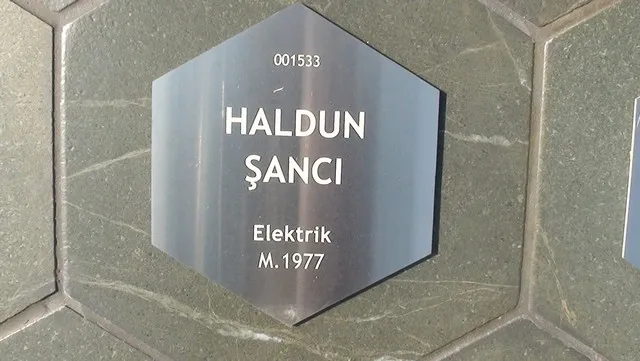 001533
HALDUN
ŞANCI
Elektrik
M.1977